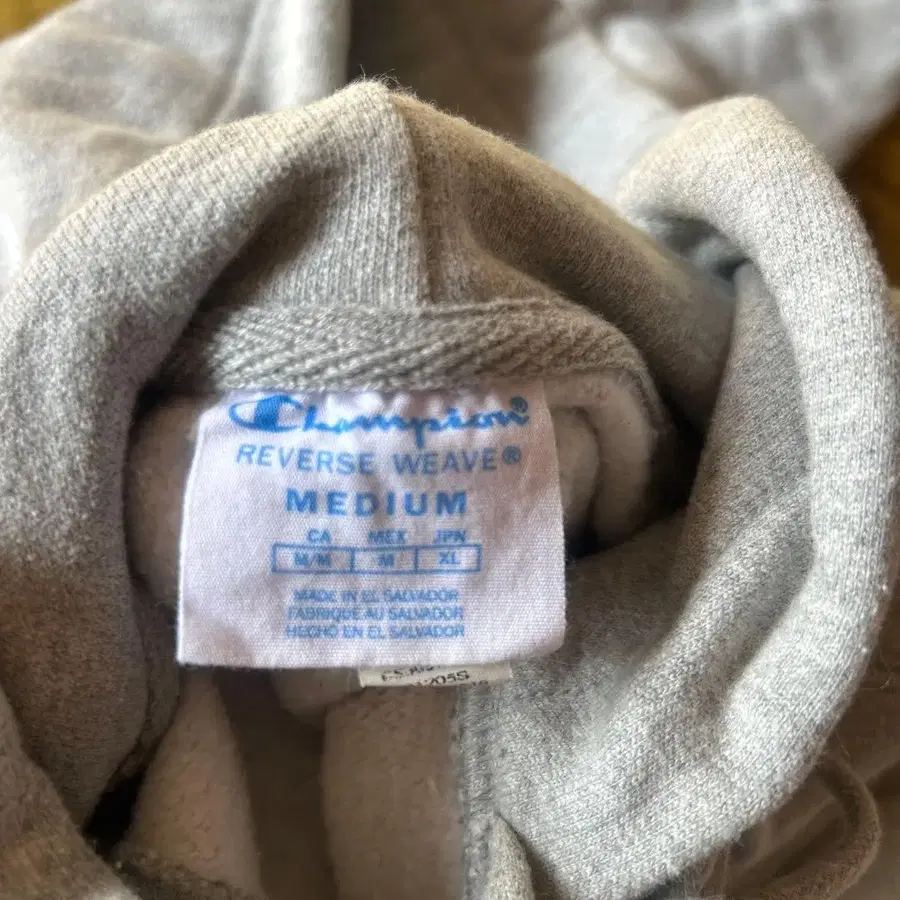 Champion®
REVERSE WEAVE®
MEDIUM
CA MEX JPN
M/M M XL
MADE IN EL SALVADOR
FABRIQUE AU SALVADOR
HECHO EN EL SALVADOR